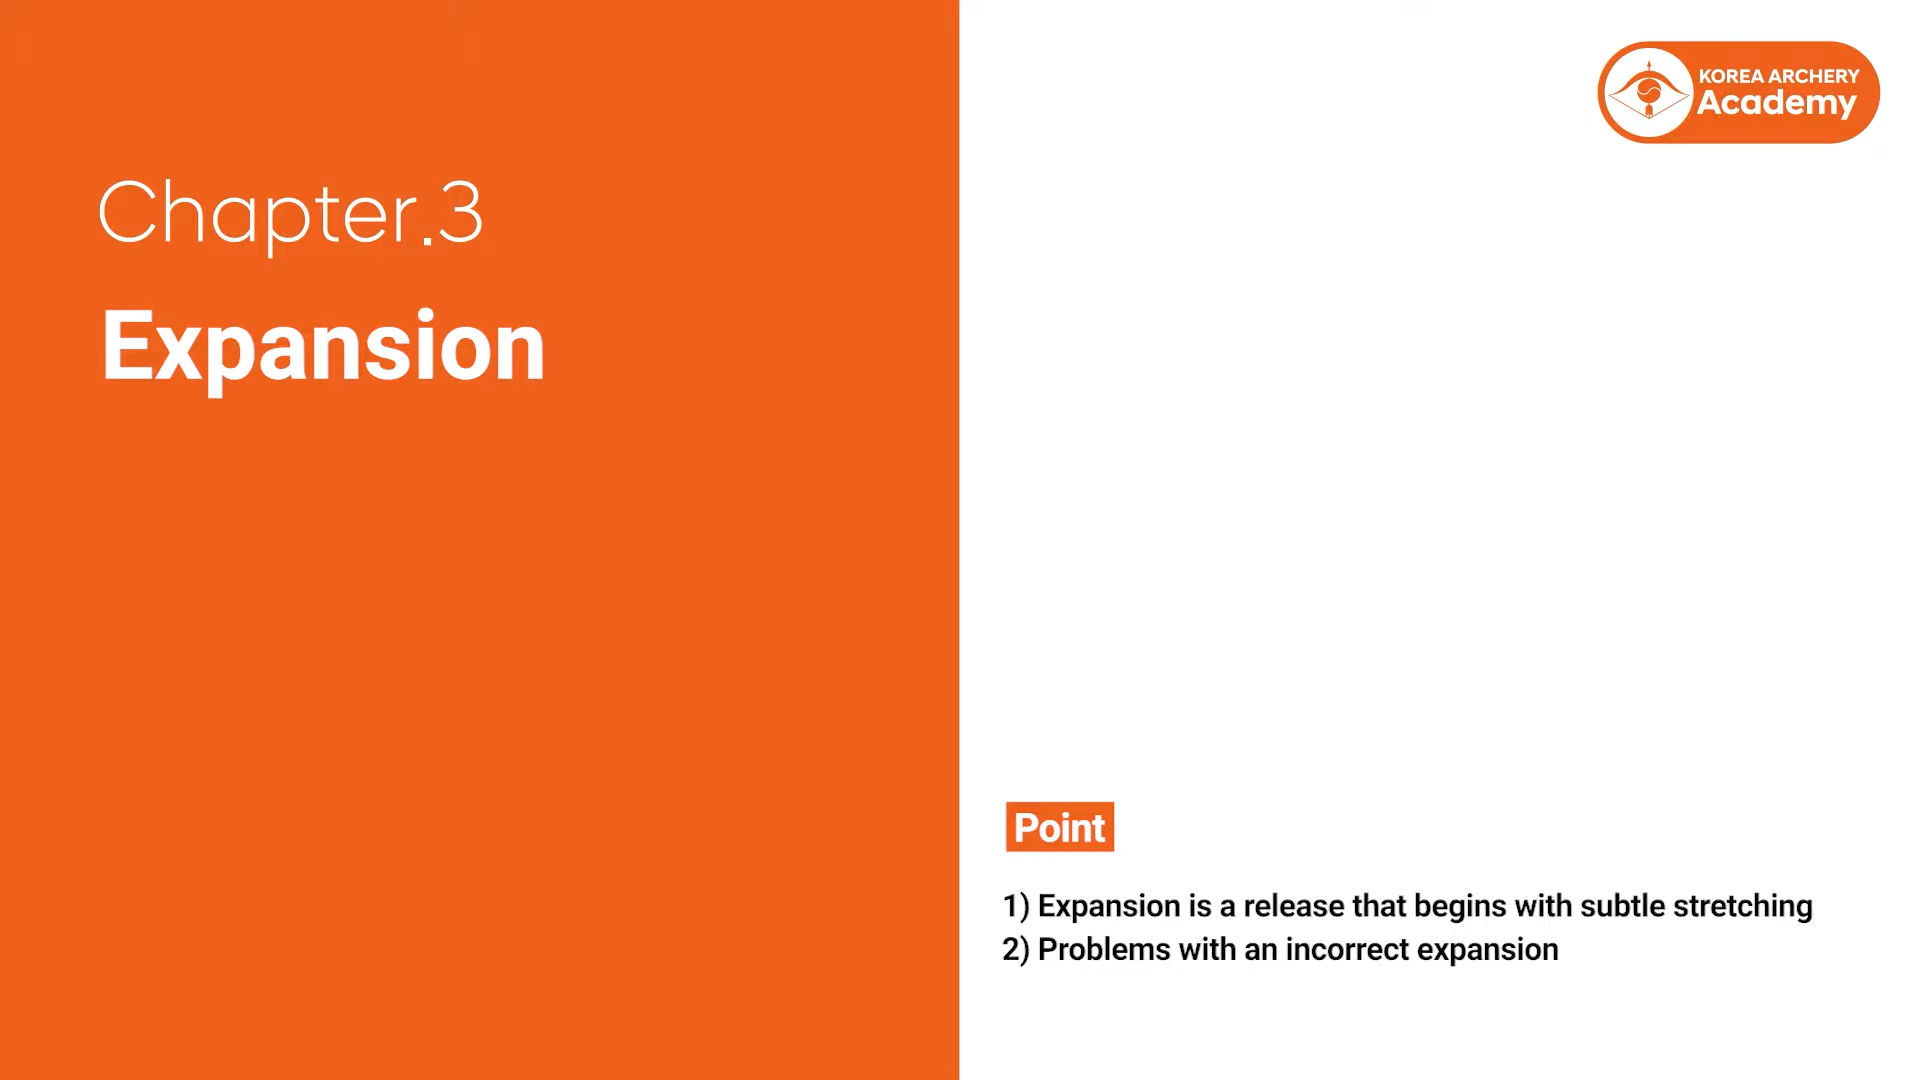 Chapter.3
Expansion
KOREA ARCHERY
Academy
Point
1) Expansion is a release that begins with subtle stretching
2) Problems with an incorrect expansion